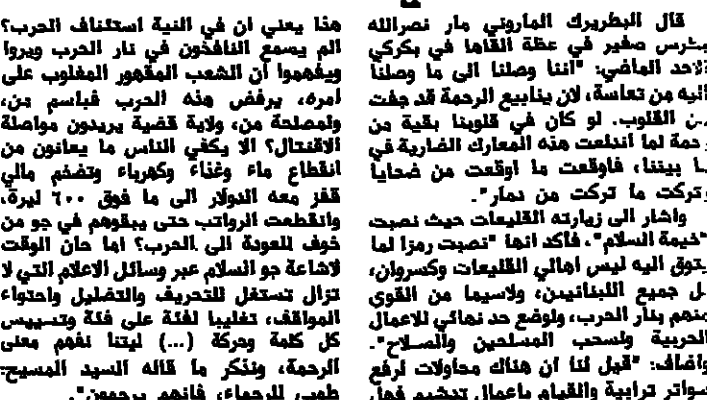 قال البطريرك الماروني مار نصرالله
بطرس صفير في عظة القاها في بكركي
الاحد الماضي: "اننا وصلنا الى ما وصلنا
اليه من تعاسة، لان ينابيع الرحمة قد جفت
من القلوب. لو كان في قلوبنا بقية من
رحمة لما اندلعت هذه المعارك الضارية في
ما بيننا، فاوقعت ما اوقعت من ضحايا
وتركت ما تركت من دمار".
واشار الى زيارته القليعات حيث نصبت
"خيمة السلام"، فأكد انها "نصبت رمزا لما
يتوق اليه ليس اهالي القليعات وكسروان،
بل جميع اللبنانيين، ولاسيما من القوى
منهم بنار الحرب، ولوضع حد نهائي للاعمال
الحربية ولسحب المسلحين والسلاح".
واضاف: "قيل لنا ان هناك محاولات لرفع
سواتر ترابية والقيام باعمال تدشيم فهل
هذا يعني ان في النية استئناف الحرب؟
الم يسمع النافخون في نار الحرب ويروا
ويفهموا ان الشعب المقهور المغلوب على
امره، يرفض هذه الحرب فباسم من،
ولمصلحة من، ولاية قضية يريدون مواصلة
الاقتتال؟ الا يكفي الناس ما يعانون من
انقطاع ماء وغذاء وكهرباء وتضخم مالي
قفز معه الدولار الى ما فوق ٦٠٠ ليرة،
وانقطعت الرواتب حتى يبقوهم في جو من
خوف للعودة الى الحرب؟ اما حان الوقت
لاشاعة جو السلام عبر وسائل الاعلام التي لا
تزال تستغل للتحريف والتضليل واحتواء
المواقف، تغليبا لفئة على فئة وتسييس
كل كلمة وحركة (...) ليتنا نفهم معنى
الرحمة، ونذكر ما قاله السيد المسيح:
طوبى للرحماء، فانهم يرحمون".